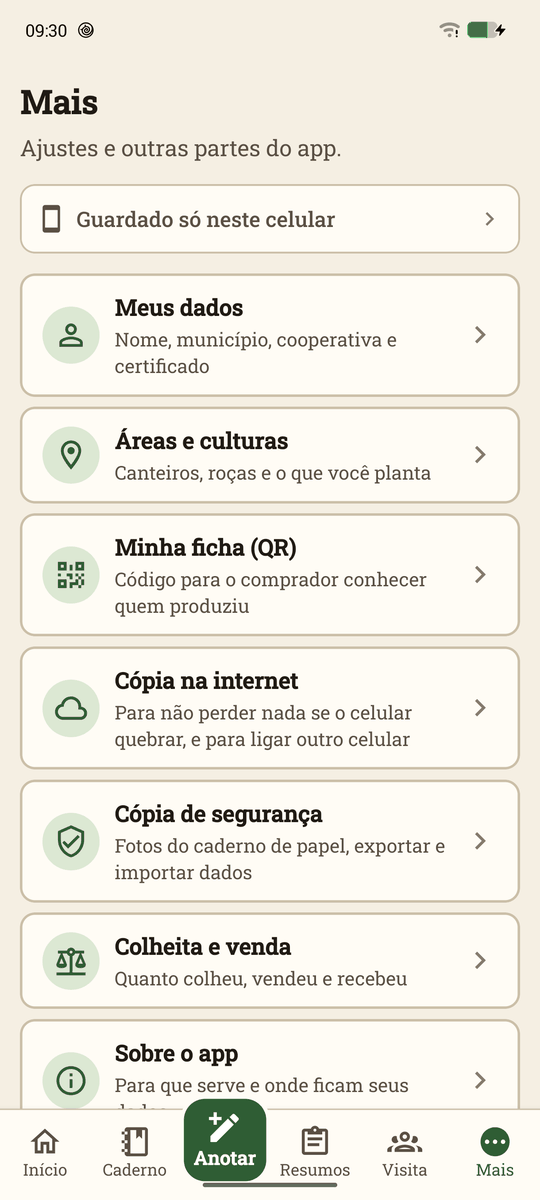 09:30
Mais
Ajustes e outras partes do app.
Guardado só neste celular
Meus dados
Nome, município, cooperativa e
certificado
Áreas e culturas
Canteiros, roças e o que você planta
Minha ficha (QR)
Código para o comprador conhecer
quem produziu
Cópia na internet
Para não perder nada se o celular
quebrar, e para ligar outro celular
Cópia de segurança
Fotos do caderno de papel, exportar e
importar dados
Colheita e venda
Quanto colheu, vendeu e recebeu
Sobre o app
Para que serve e onde ficam seus
Início
Caderno
Anotar
Resumos
Visita
Mais